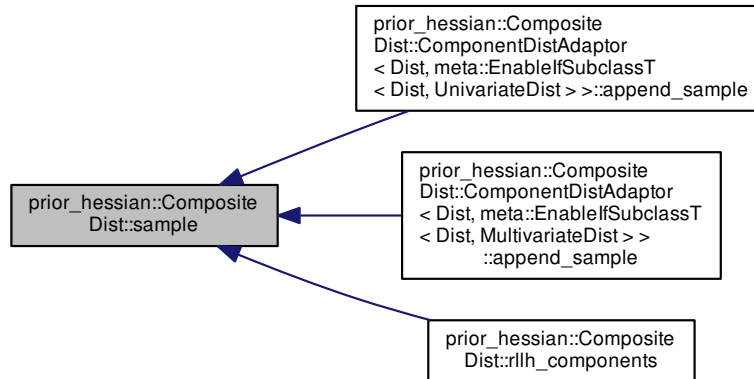 prior_hessian::Composite
Dist::ComponentDistAdaptor
< Dist, meta::EnableIfSubclassT
< Dist, UnivariateDist > >::append_sample
prior_hessian::Composite
Dist::sample
prior_hessian::Composite
Dist::ComponentDistAdaptor
< Dist, meta::EnableIfSubclassT
< Dist, MultivariateDist > >
::append_sample
prior_hessian::Composite
Dist::rllh_components